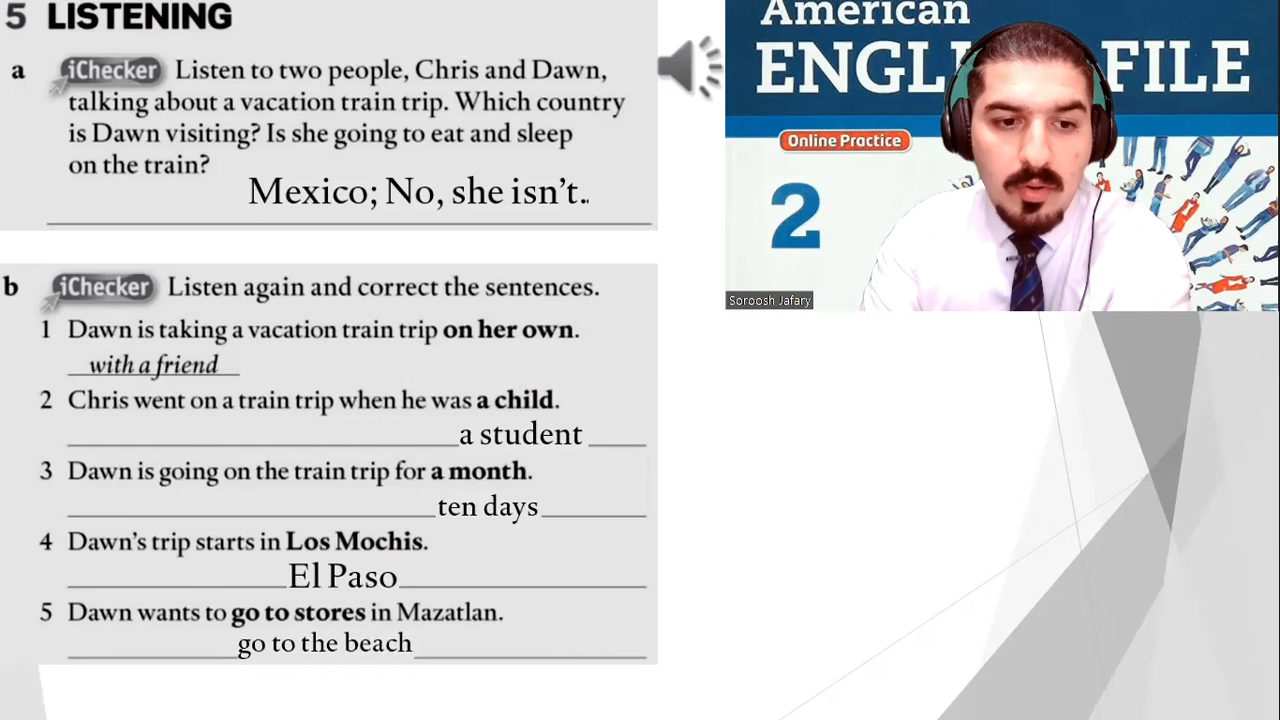 5 LISTENING
a iChecker Listen to two people, Chris and Dawn,
talking about a vacation train trip. Which country
is Dawn visiting? Is she going to eat and sleep
on the train?
Mexico; No, she isn't.
b iChecker Listen again and correct the sentences.
1 Dawn is taking a vacation train trip on her own.
with a friend
2 Chris went on a train trip when he was a child.
a student
3 Dawn is going on the train trip for a month.
ten days
4 Dawn's trip starts in Los Mochis.
El Paso
5 Dawn wants to go to stores in Mazatlan.
go to the beach
American
ENGL FILE
Online Practice
2
Soroosh Jafary